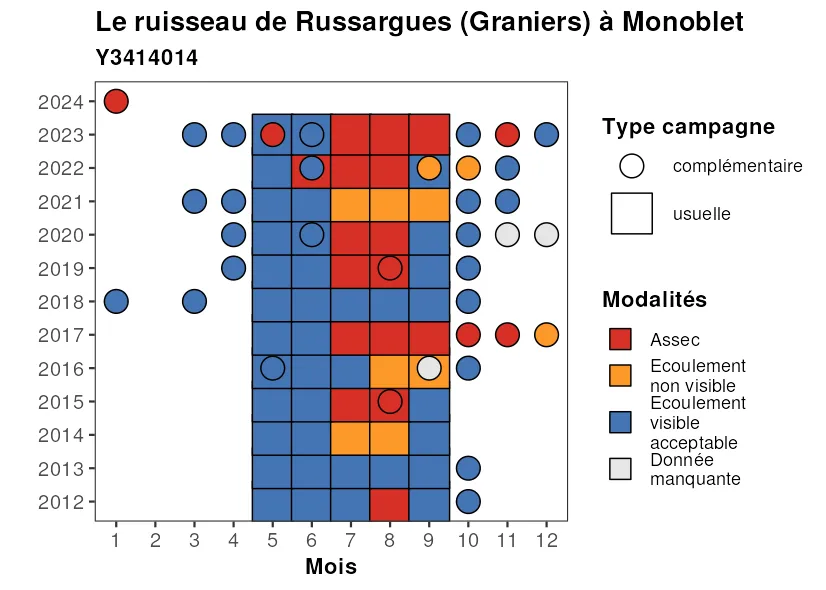 Le ruisseau de Russargues (Graniers) à Monoblet
Y3414014
2024
2023
2022
2021
2020
2019
2018
2017
2016
2015
2014
2013
2012
1 2 3 4 5 6 7 8 9 10 11 12
Mois
Type campagne
complémentaire
usuelle
Modalités
Assec
Ecoulement
non visible
Ecoulement
visible
acceptable
Donnée
manquante